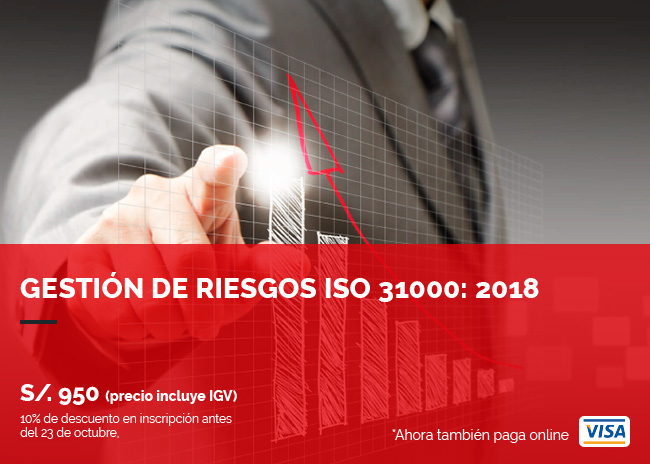 GESTIÓN DE RIESGOS ISO 31000: 2018
S/. 950 (precio incluye IGV)
10% de descuento en inscripción antes
del 23 de octubre,
*Ahora también paga online
VISA